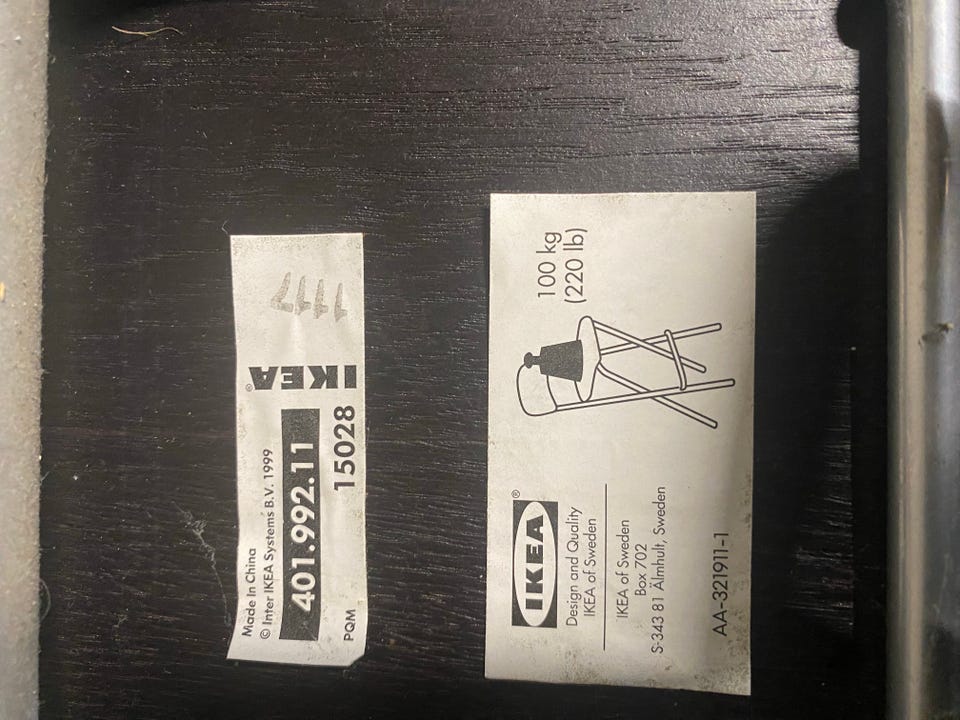 Made In China
© Inter IKEA Systems B.V. 1999
401.992.11
15028
PQM
IKEA®
1117
IKEA®
Design and Quality
IKEA of Sweden
IKEA of Sweden
Box 702
S-343 81 Älmhult, Sweden
AA-321911-1
100 kg
(220 lb)